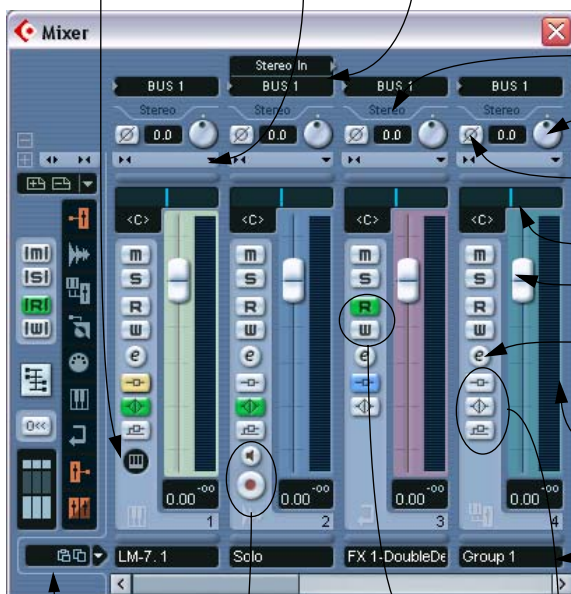 Mixer
Stereo In
BUS 1 BUS 1 BUS 1 BUS 1
Stereo Stereo Stereo Stereo
0.0 0.0 0.0 0.0
<C> <C> <C> <C>
m m m m
S S S S
R R R R
W W W W
e e e e
|m|
|S|
|R|
|W|
0<<
0.00 -oo 0.00 -oo 0.00 -oo 0.00 -oo
1 2 3 4
LM-7. 1 Solo FX 1-DoubleDe Group 1